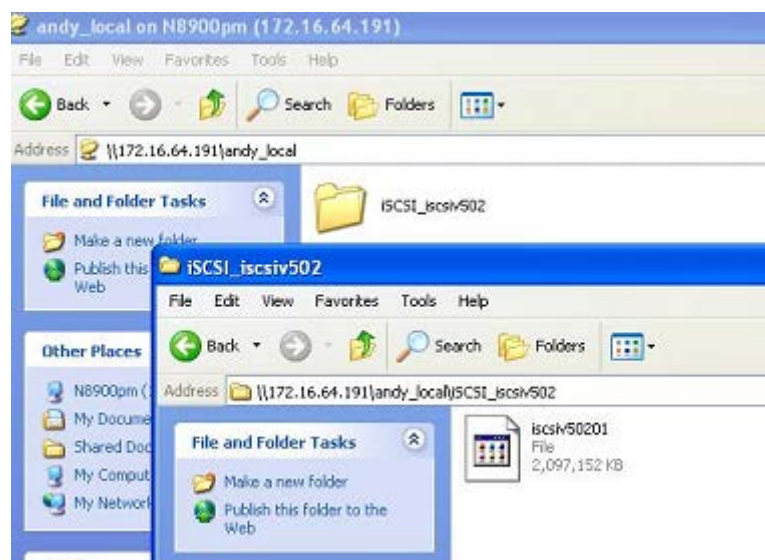 andy_local on N8900pm (172.16.64.191)
File Edit View Favorites Tools Help
Back Search Folders
Address \\172.16.64.191\andy_local
File and Folder Tasks
Make a new folder
Publish this
Web
iSCSI_iscsiv502
Other Places
N8900pm (
My Docume
Shared Doc
My Comput
My Network
iSCSI_iscsiv502
File Edit View Favorites Tools Help
Back Search Folders
Address \\172.16.64.191\andy_local\iSCSI_iscsiv502
File and Folder Tasks
Make a new folder
Publish this folder to the
Web
iscsiv50201
File
2,097,152 KB